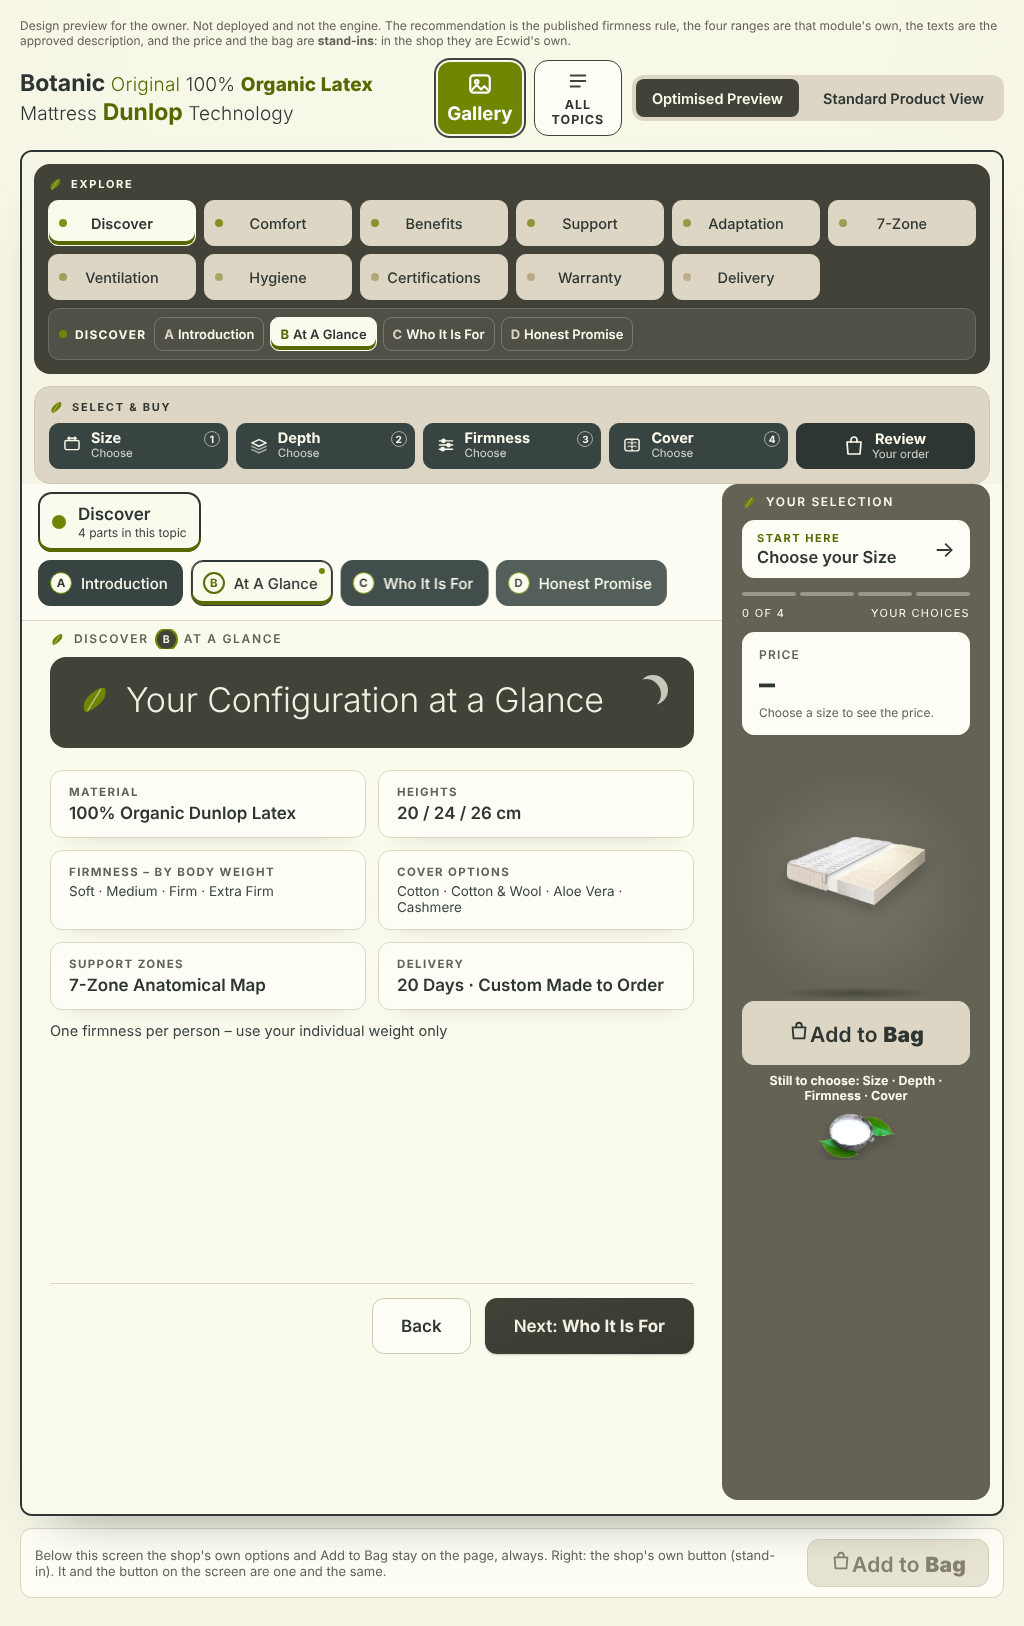 Design preview for the owner. Not deployed and not the engine. The recommendation is the published firmness rule, the four ranges are that module's own, the texts are the
approved description, and the price and the bag are stand-ins: in the shop they are Ecwid's own.
Botanic Original 100% Organic Latex
Mattress Dunlop Technology
Gallery
ALL
TOPICS
Optimised Preview
Standard Product View
EXPLORE
Discover
Comfort
Benefits
Support
Adaptation
7-Zone
Ventilation
Hygiene
Certifications
Warranty
Delivery
DISCOVER
A Introduction
B At A Glance
C Who It Is For
D Honest Promise
SELECT & BUY
Size
Choose
1
Depth
Choose
2
Firmness
Choose
3
Cover
Choose
4
Review
Your order
Discover
4 parts in this topic
A Introduction
B At A Glance
C Who It Is For
D Honest Promise
DISCOVER B AT A GLANCE
Your Configuration at a Glance
MATERIAL
100% Organic Dunlop Latex
HEIGHTS
20 / 24 / 26 cm
FIRMNESS – BY BODY WEIGHT
Soft · Medium · Firm · Extra Firm
COVER OPTIONS
Cotton · Cotton & Wool · Aloe Vera ·
Cashmere
SUPPORT ZONES
7-Zone Anatomical Map
DELIVERY
20 Days · Custom Made to Order
One firmness per person – use your individual weight only
Back
Next: Who It Is For
YOUR SELECTION
START HERE
Choose your Size
0 OF 4
YOUR CHOICES
PRICE
–
Choose a size to see the price.
Add to Bag
Still to choose: Size · Depth ·
Firmness · Cover
Below this screen the shop's own options and Add to Bag stay on the page, always. Right: the shop's own button (stand-
in). It and the button on the screen are one and the same.
Add to Bag